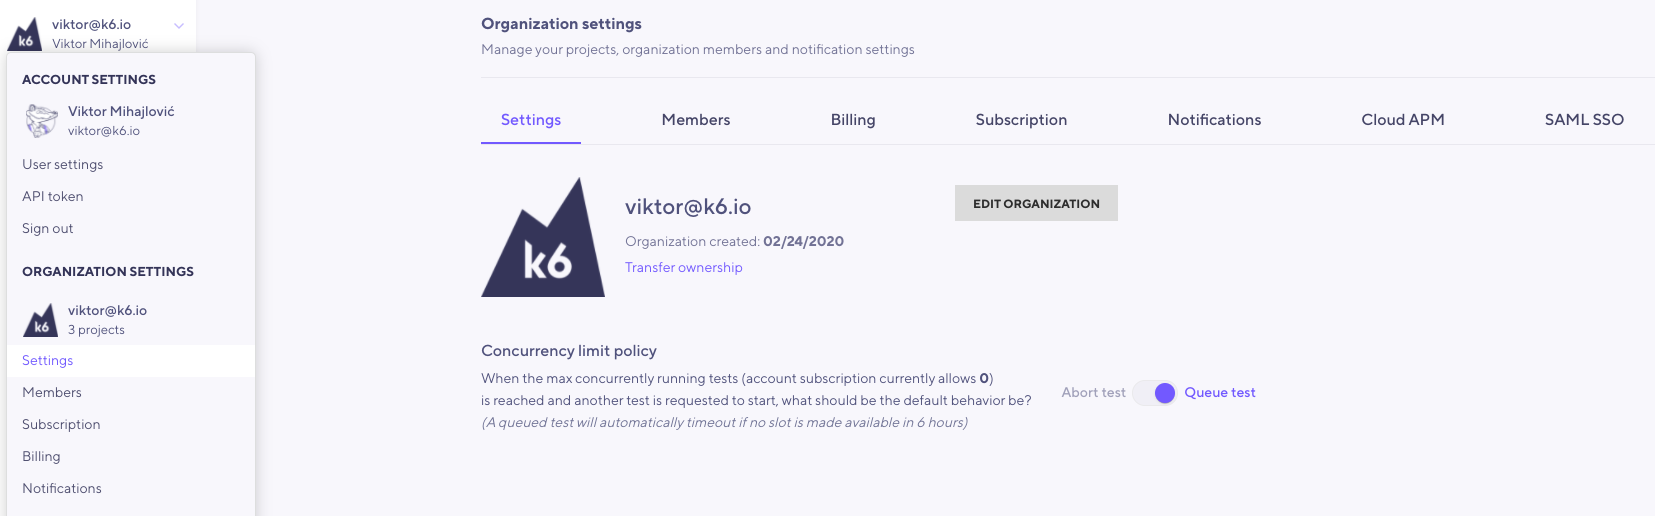 k6
viktor@k6.io
Viktor Mihajlović
ACCOUNT SETTINGS
Viktor Mihajlović
viktor@k6.io
User settings
API token
Sign out
ORGANIZATION SETTINGS
k6
viktor@k6.io
3 projects
Settings
Members
Subscription
Billing
Notifications
Organization settings
Manage your projects, organization members and notification settings
Settings Members Billing Subscription Notifications Cloud APM SAML SSO
k6
viktor@k6.io
EDIT ORGANIZATION
Organization created: 02/24/2020
Transfer ownership
Concurrency limit policy
When the max concurrently running tests (account subscription currently allows 0)
is reached and another test is requested to start, what should be the default behavior be?
(A queued test will automatically timeout if no slot is made available in 6 hours)
Abort test Queue test